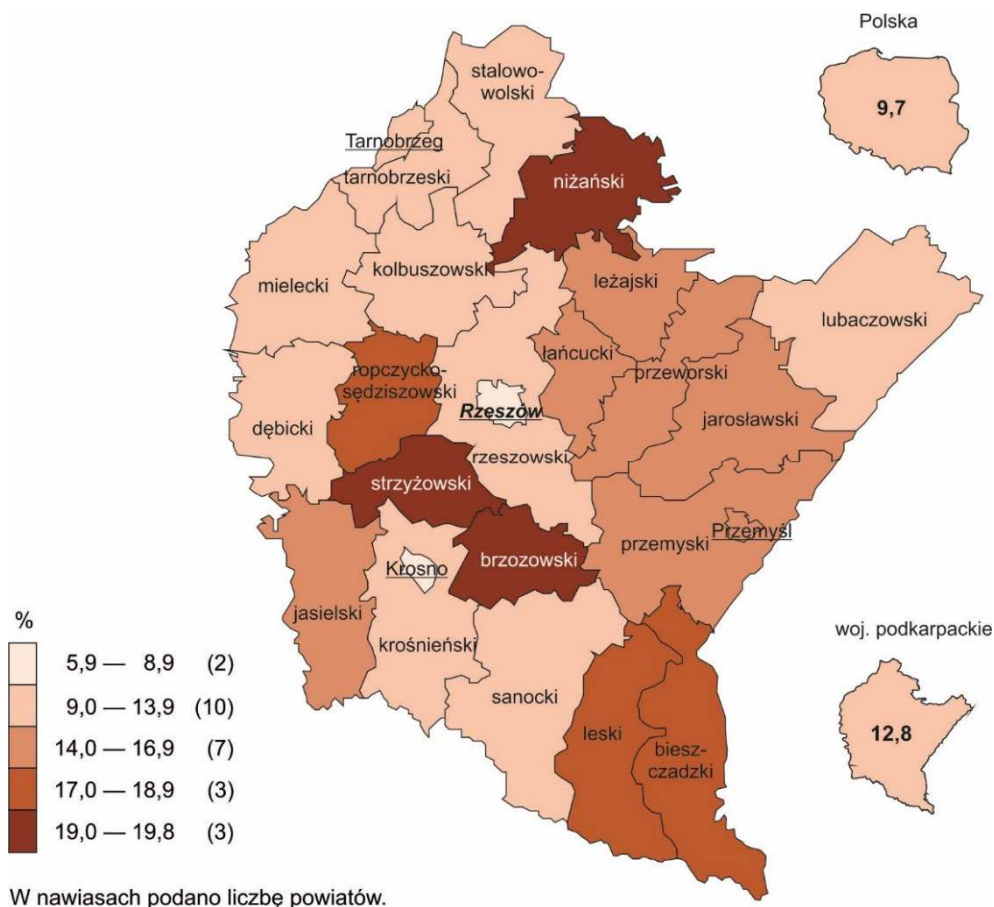 Polska
9,7
stalowo-
wolski
Tarnobrzeg
tarnobrzeski
niżański
mielecki
kolbuszowski
leżajski
lubaczowski
ropczycko-
sędziszowski
łańcucki
przeworski
dębicki
Rzeszów
jarosławski
rzeszowski
strzyżowski
przemyski
Przemyśl
brzozowski
Krosno
jasielski
krośnieński
sanocki
leski
biesz-
czadzki
woj. podkarpackie
12,8
%
5,9 — 8,9 (2)
9,0 — 13,9 (10)
14,0 — 16,9 (7)
17,0 — 18,9 (3)
19,0 — 19,8 (3)
W nawiasach podano liczbę powiatów.